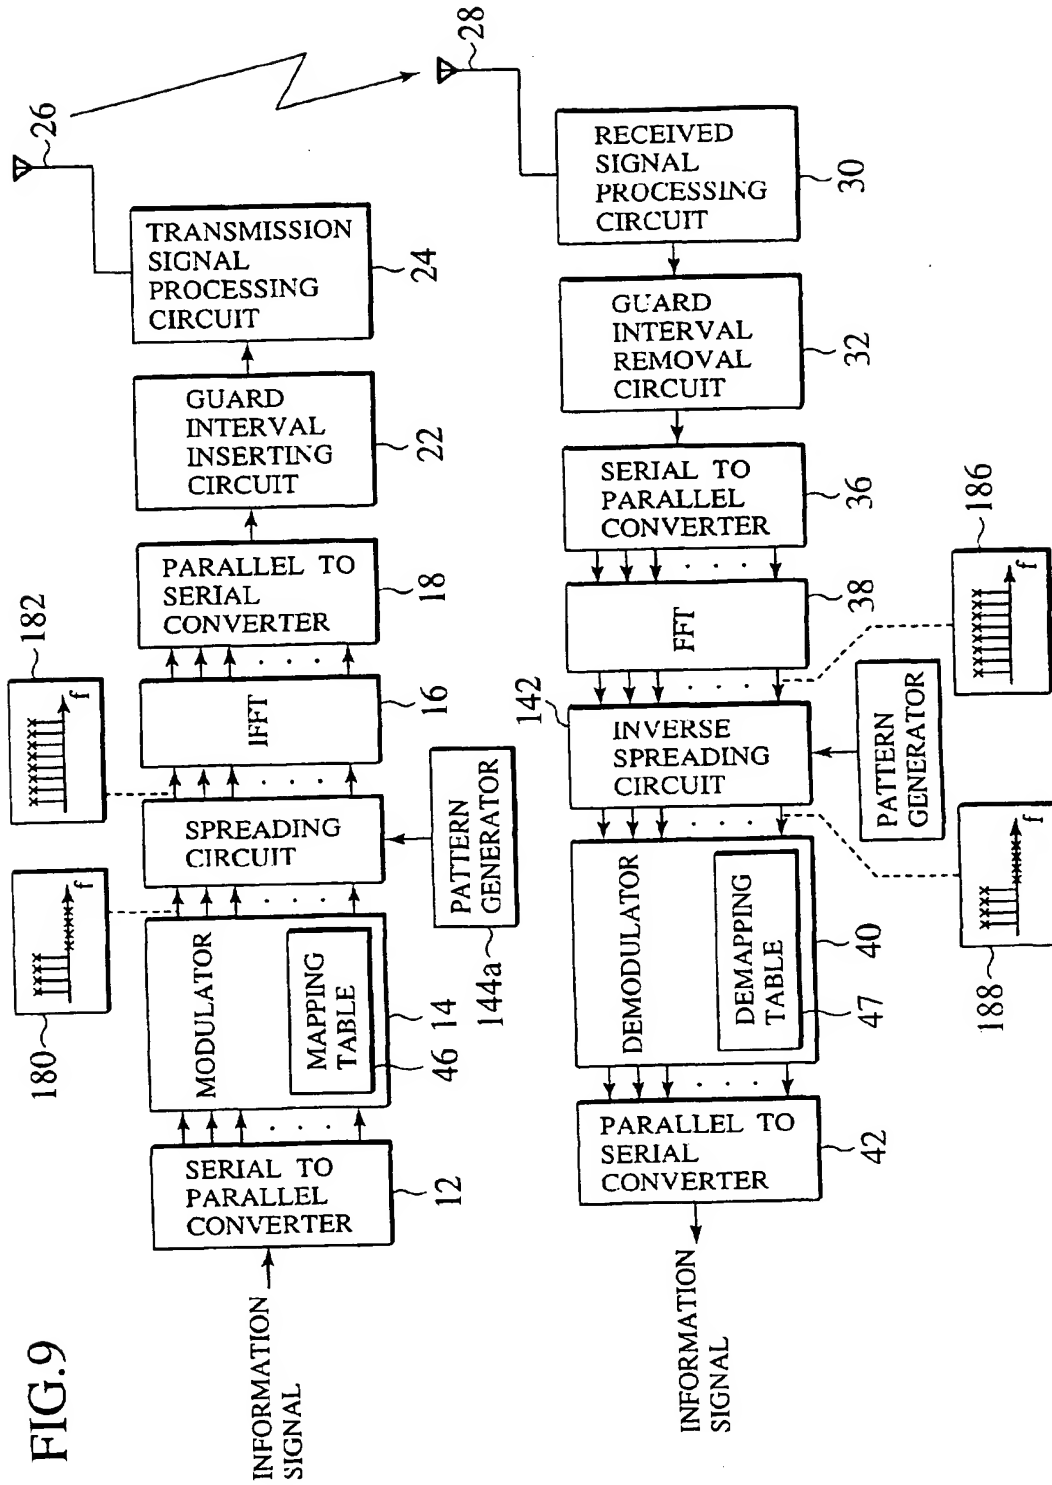 FIG.9
INFORMATION
SIGNAL
SERIAL TO
PARALLEL
CONVERTER
12
MODULATOR
MAPPING
TABLE
46
14
180
f
SPREADING
CIRCUIT
PATTERN
GENERATOR
144a
182
f
IFFT
16
PARALLEL TO
SERIAL
CONVERTER
18
GUARD
INTERVAL
INSERTING
CIRCUIT
22
TRANSMISSION
SIGNAL
PROCESSING
CIRCUIT
24
26
28
RECEIVED
SIGNAL
PROCESSING
CIRCUIT
30
GUARD
INTERVAL
REMOVAL
CIRCUIT
32
SERIAL TO
PARALLEL
CONVERTER
36
FFT
38
186
f
142
INVERSE
SPREADING
CIRCUIT
PATTERN
GENERATOR
188
f
DEMODULATOR
DEMAPPING
TABLE
47
40
PARALLEL TO
SERIAL
CONVERTER
42
INFORMATION
SIGNAL